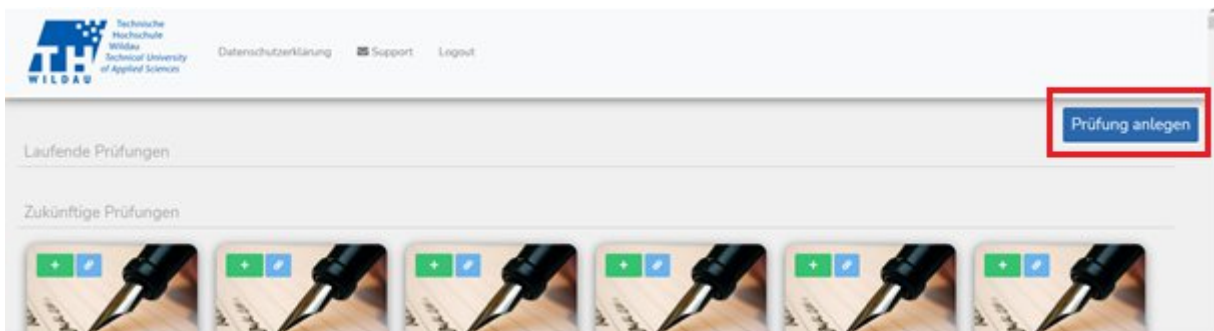 Technische
Hochschule
Wildau
Technical University
of Applied Sciences
TH
WILDAU
Datenschutzerklärung Support Logout
Prüfung anlegen
Laufende Prüfungen
Zukünftige Prüfungen